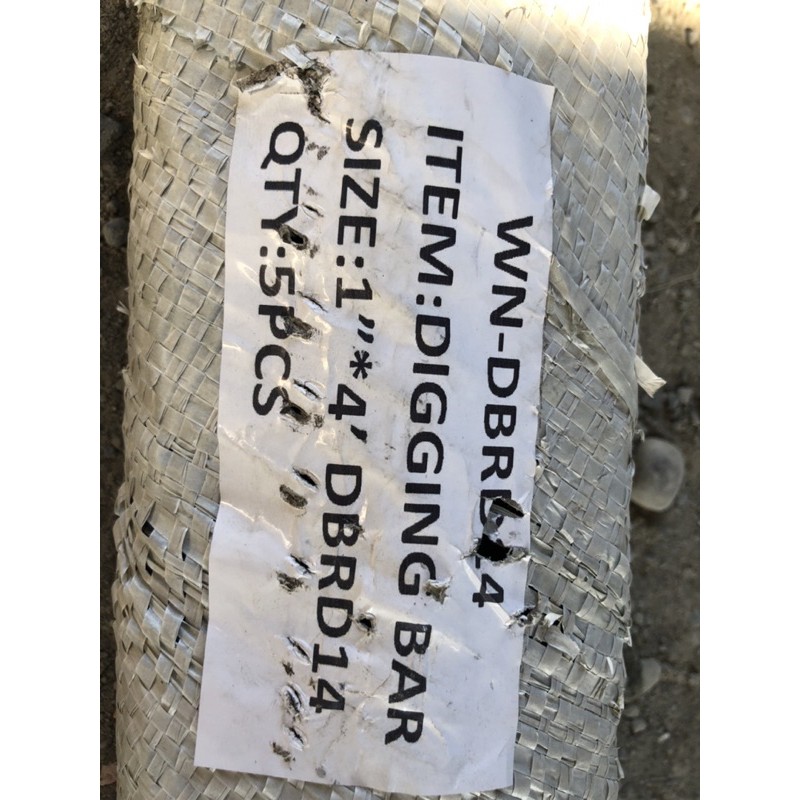 WN-DBRD14
ITEM:DIGGING BAR
SIZE:1"*4' DBRD14
QTY:5PCS